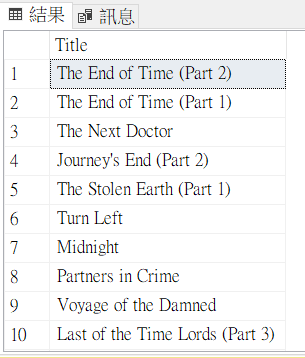 結果 訊息
Title
1 The End of Time (Part 2)
2 The End of Time (Part 1)
3 The Next Doctor
4 Journey's End (Part 2)
5 The Stolen Earth (Part 1)
6 Turn Left
7 Midnight
8 Partners in Crime
9 Voyage of the Damned
10 Last of the Time Lords (Part 3)